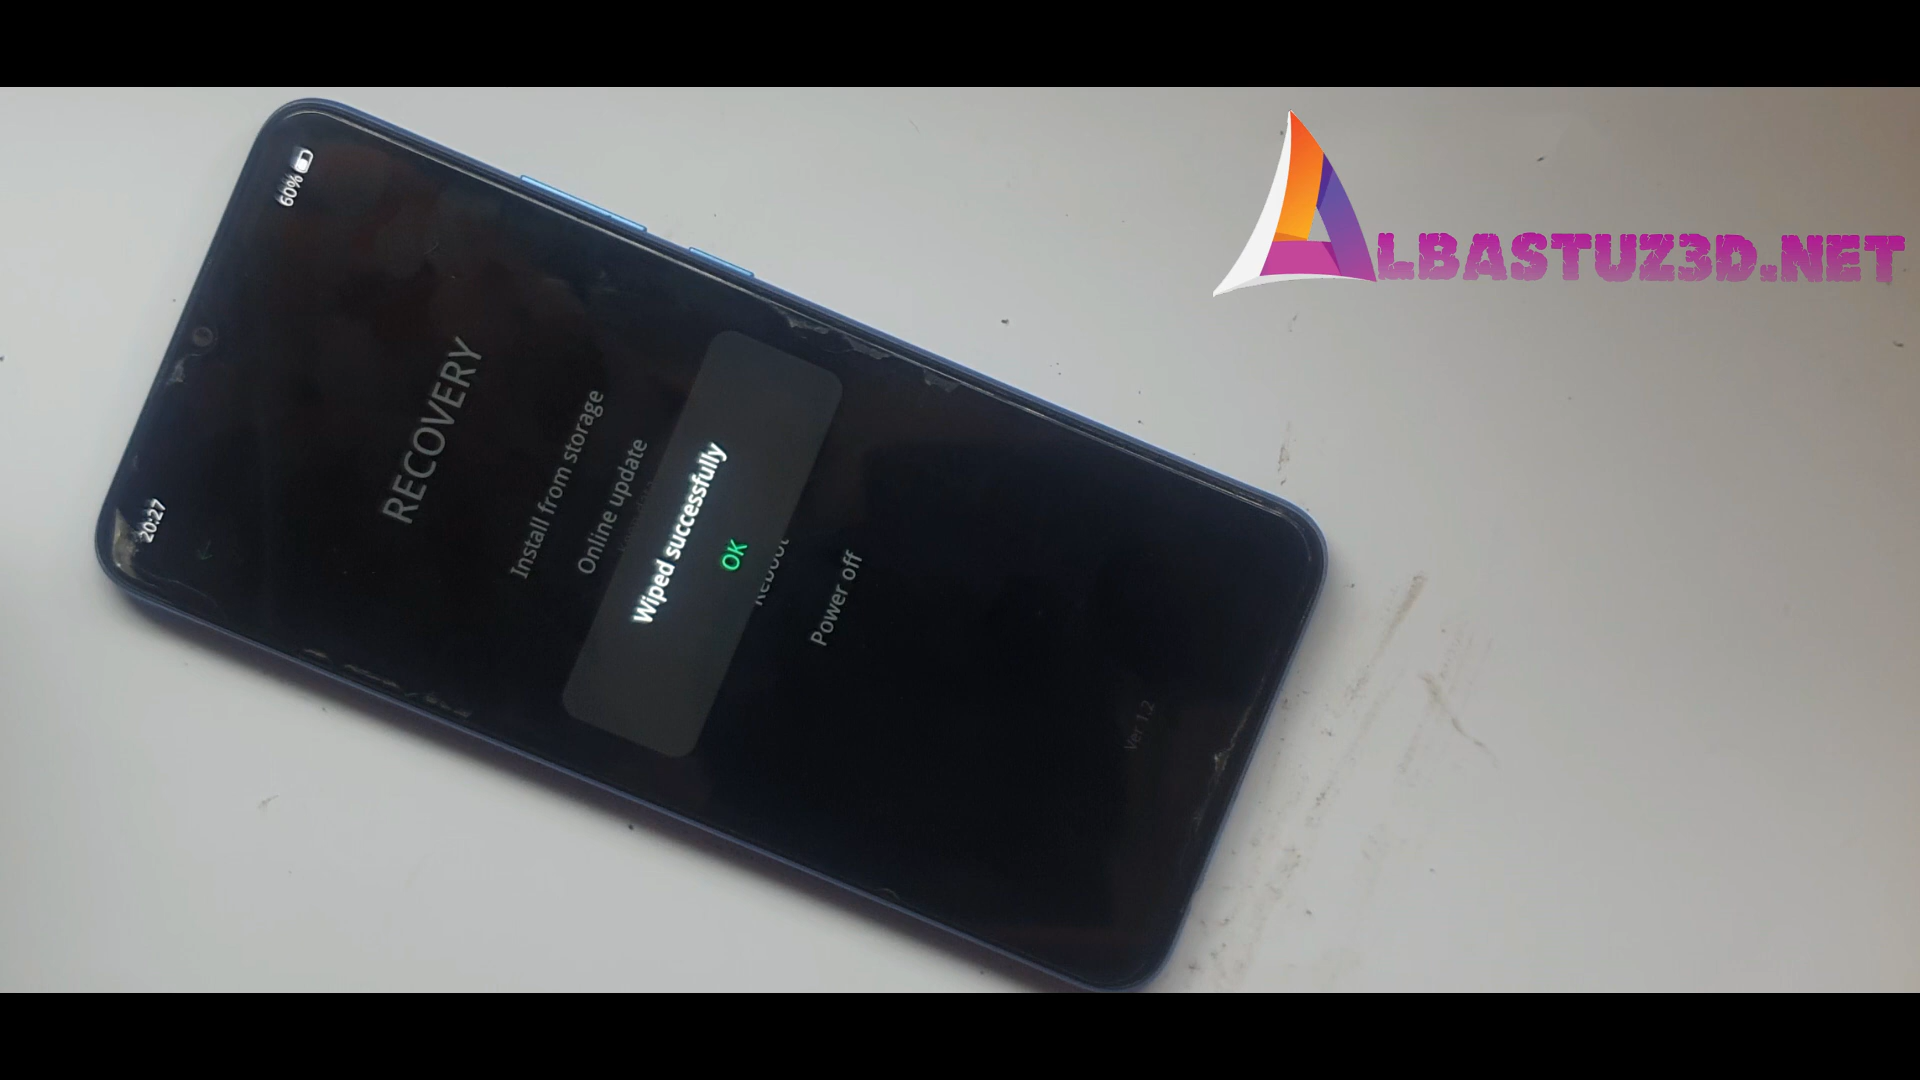 ALBASTUZ3D.NET
20:27
60%
RECOVERY
Install from storage
Online update
Wiped successfully
OK
Reboot
Power off
Ver 1.2